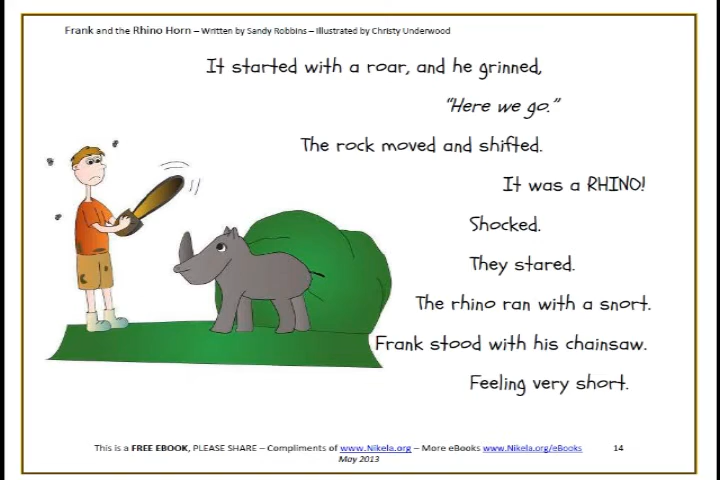 Frank and the Rhino Horn – Written by Sandy Robbins – Illustrated by Christy Underwood
It started with a roar, and he grinned,
"Here we go."
The rock moved and shifted.
It was a RHINO!
Shocked.
They stared.
The rhino ran with a snort.
Frank stood with his chainsaw.
Feeling very short.
This is a FREE EBOOK, PLEASE SHARE – Compliments of www.Nikela.org – More eBooks www.Nikela.org/eBooks 14
May 2013